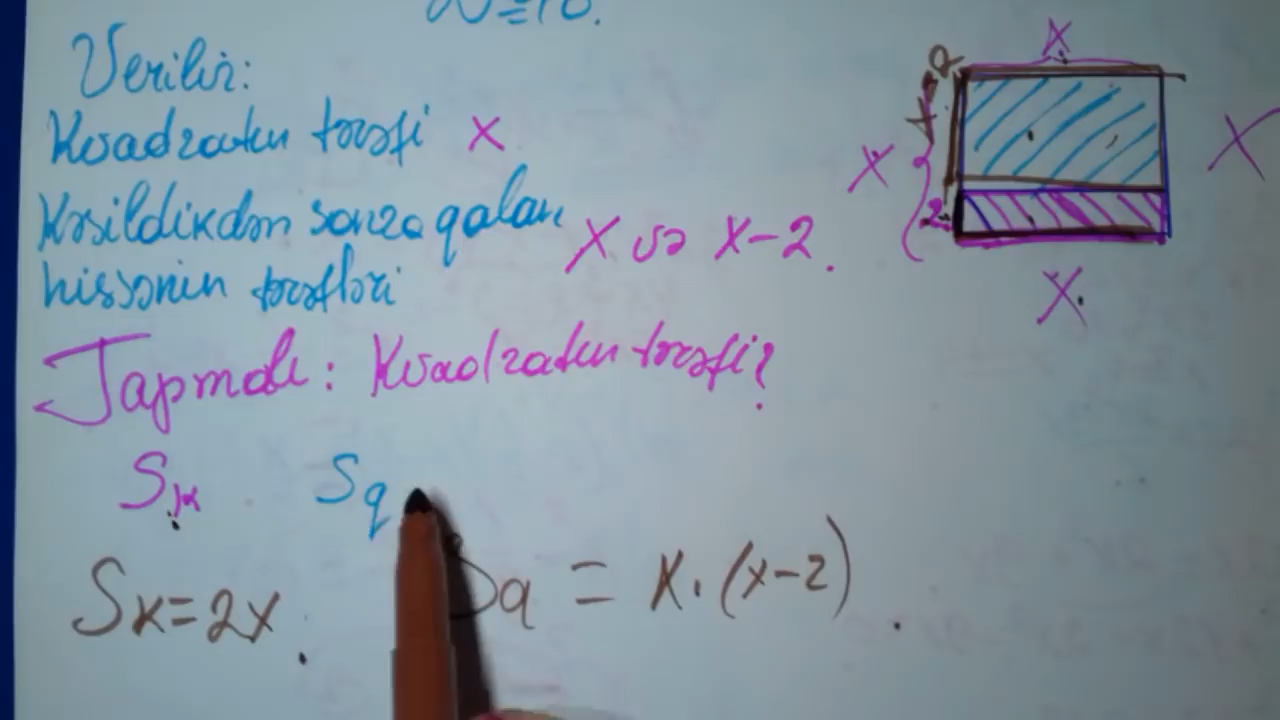 Verilir:
Kvadratın tərəfi x
Kəsildikdən sonra qalan
hissənin tərəfləri x və x-2.
Tapmalı: Kvadratın tərəfi?
Sk Sq
Sk=2x Sq = x·(x-2)
x
x-2
x
x
2
x